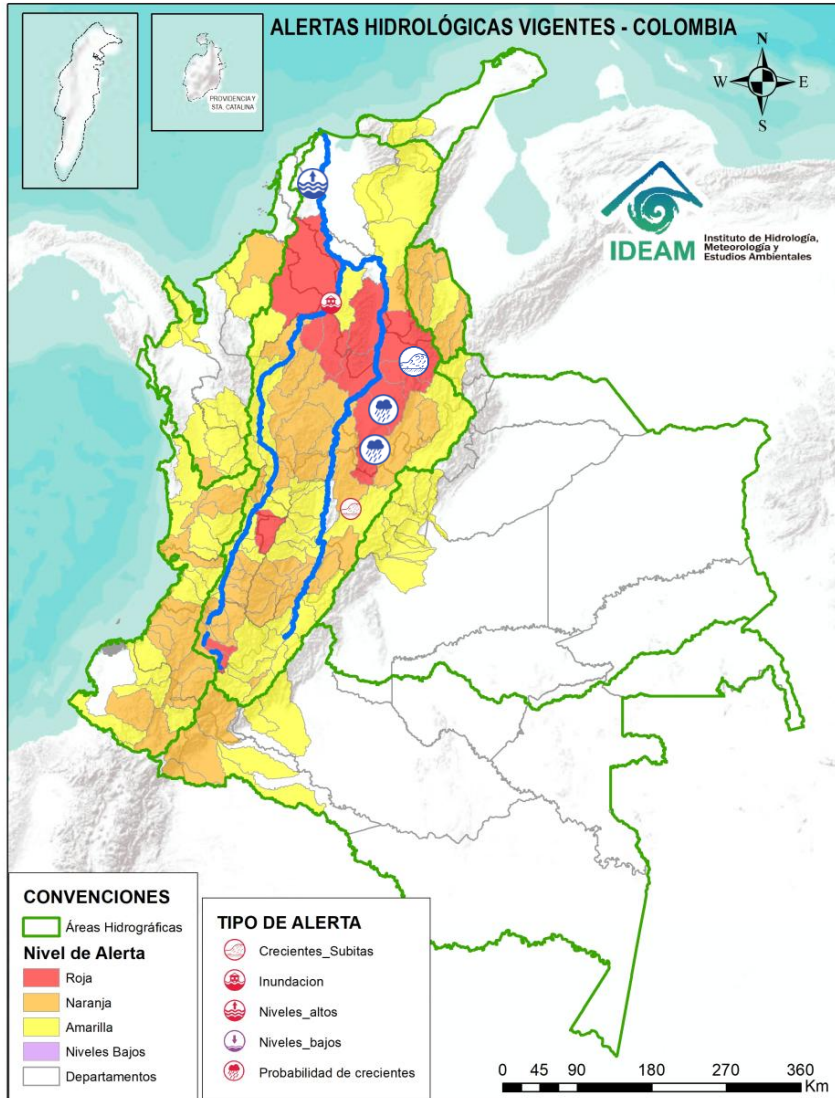 ALERTAS HIDROLÓGICAS VIGENTES - COLOMBIA
PROVIDENCIA Y
STA. CATALINA
N
W
E
S
IDEAM
Instituto de Hidrología,
Meteorología y
Estudios Ambientales
CONVENCIONES
Áreas Hidrográficas
Nivel de Alerta
Roja
Naranja
Amarilla
Niveles Bajos
Departamentos
TIPO DE ALERTA
Crecientes_Subitas
Inundacion
Niveles_altos
Niveles_bajos
Probabilidad de crecientes
0 45 90 180 270 360
Km